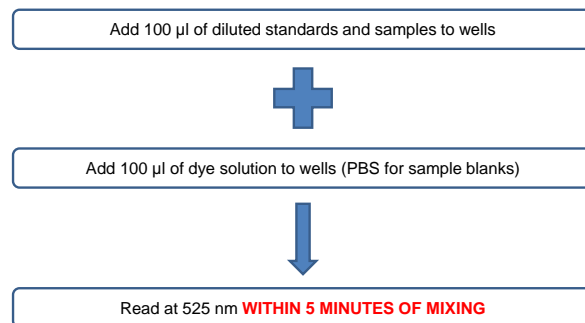 Add 100 µl of diluted standards and samples to wells
Add 100 µl of dye solution to wells (PBS for sample blanks)
Read at 525 nm WITHIN 5 MINUTES OF MIXING